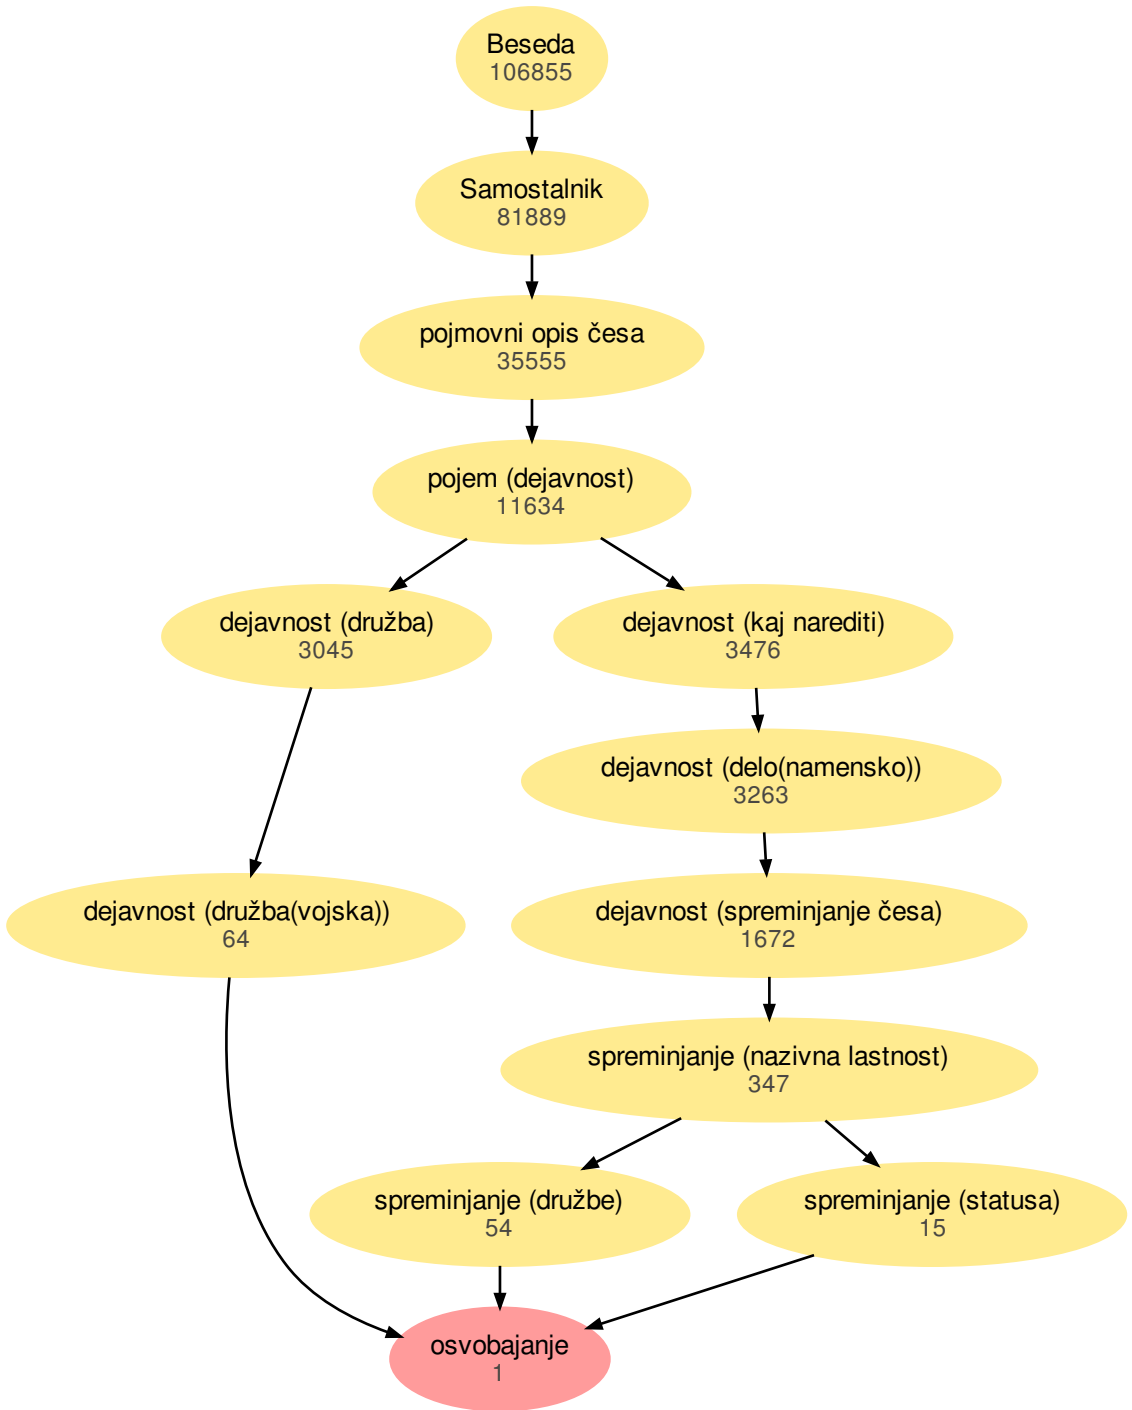 Beseda
106855
Samostalnik
81889
pojmovni opis česa
35555
pojem (dejavnost)
11634
dejavnost (družba)
3045
dejavnost (kaj narediti)
3476
dejavnost (delo(namensko))
3263
dejavnost (družba(vojska))
64
dejavnost (spreminjanje česa)
1672
spreminjanje (nazivna lastnost)
347
spreminjanje (družbe)
54
spreminjanje (statusa)
15
osvobajanje
1